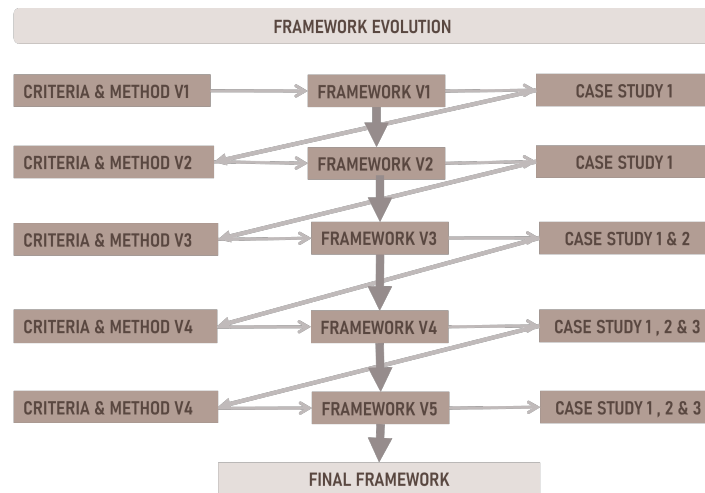 FRAMEWORK EVOLUTION
CRITERIA & METHOD V1
FRAMEWORK V1
CASE STUDY 1
CRITERIA & METHOD V2
FRAMEWORK V2
CASE STUDY 1
CRITERIA & METHOD V3
FRAMEWORK V3
CASE STUDY 1 & 2
CRITERIA & METHOD V4
FRAMEWORK V4
CASE STUDY 1 , 2 & 3
CRITERIA & METHOD V4
FRAMEWORK V5
CASE STUDY 1 , 2 & 3
FINAL FRAMEWORK